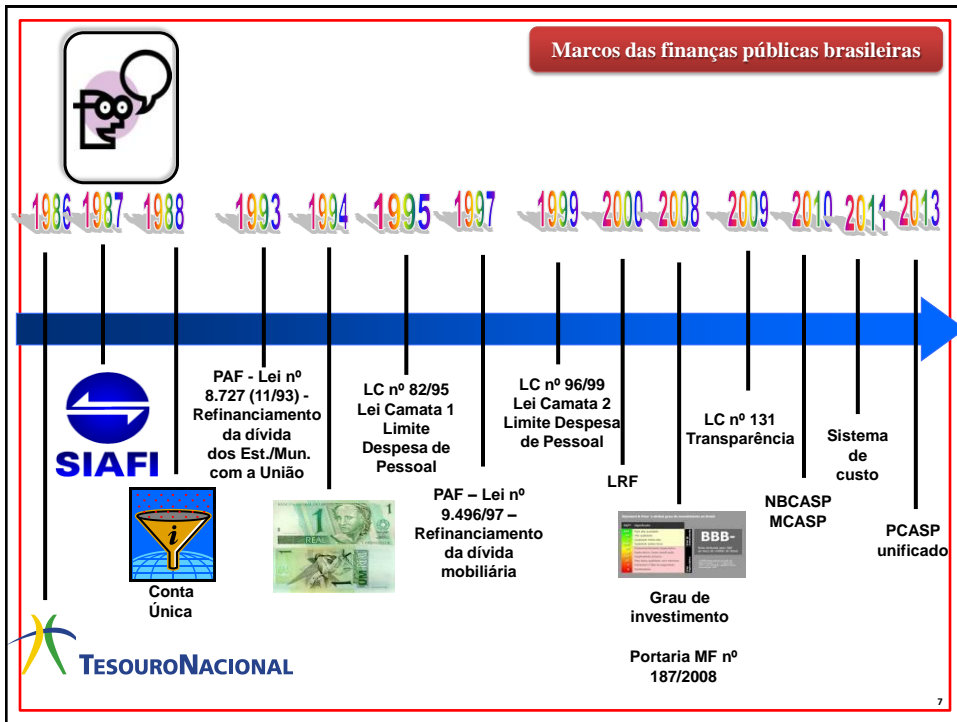 Marcos das finanças públicas brasileiras
1986
1987
1988
1993
1994
1995
1997
1999
2000
2008
2009
2010
2011
2013
SIAFI
PAF - Lei nº
8.727 (11/93) -
Refinanciamento
da dívida
dos Est./Mun.
com a União
LC nº 82/95
Lei Camata 1
Limite
Despesa de
Pessoal
LC nº 96/99
Lei Camata 2
Limite Despesa
de Pessoal
LC nº 131
Transparência
Sistema
de
custo
i
Conta
Única
1
REAL
PAF – Lei nº
9.496/97 –
Refinanciamento
da dívida
mobiliária
LRF
BBB-
NBCASP
MCASP
PCASP
unificado
Grau de
investimento
Portaria MF nº
187/2008
TESOURONACIONAL
7